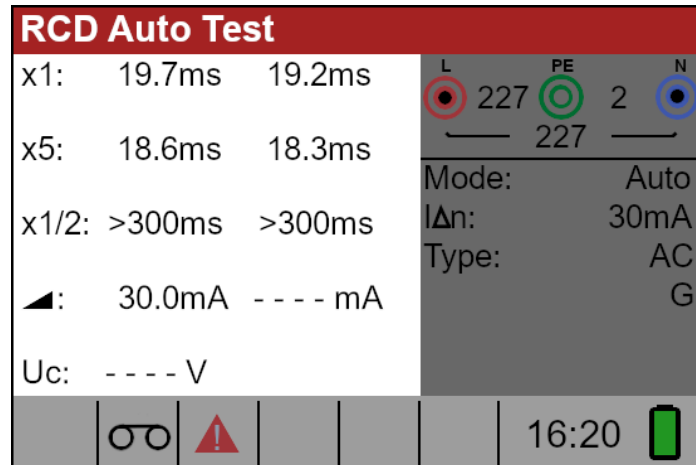 RCD Auto Test
x1: 19.7ms 19.2ms
x5: 18.6ms 18.3ms
x1/2: >300ms >300ms
◢: 30.0mA - - - - mA
Uc: - - - - V
L PE N
227 2
227
Mode: Auto
IΔn: 30mA
Type: AC
G
16:20